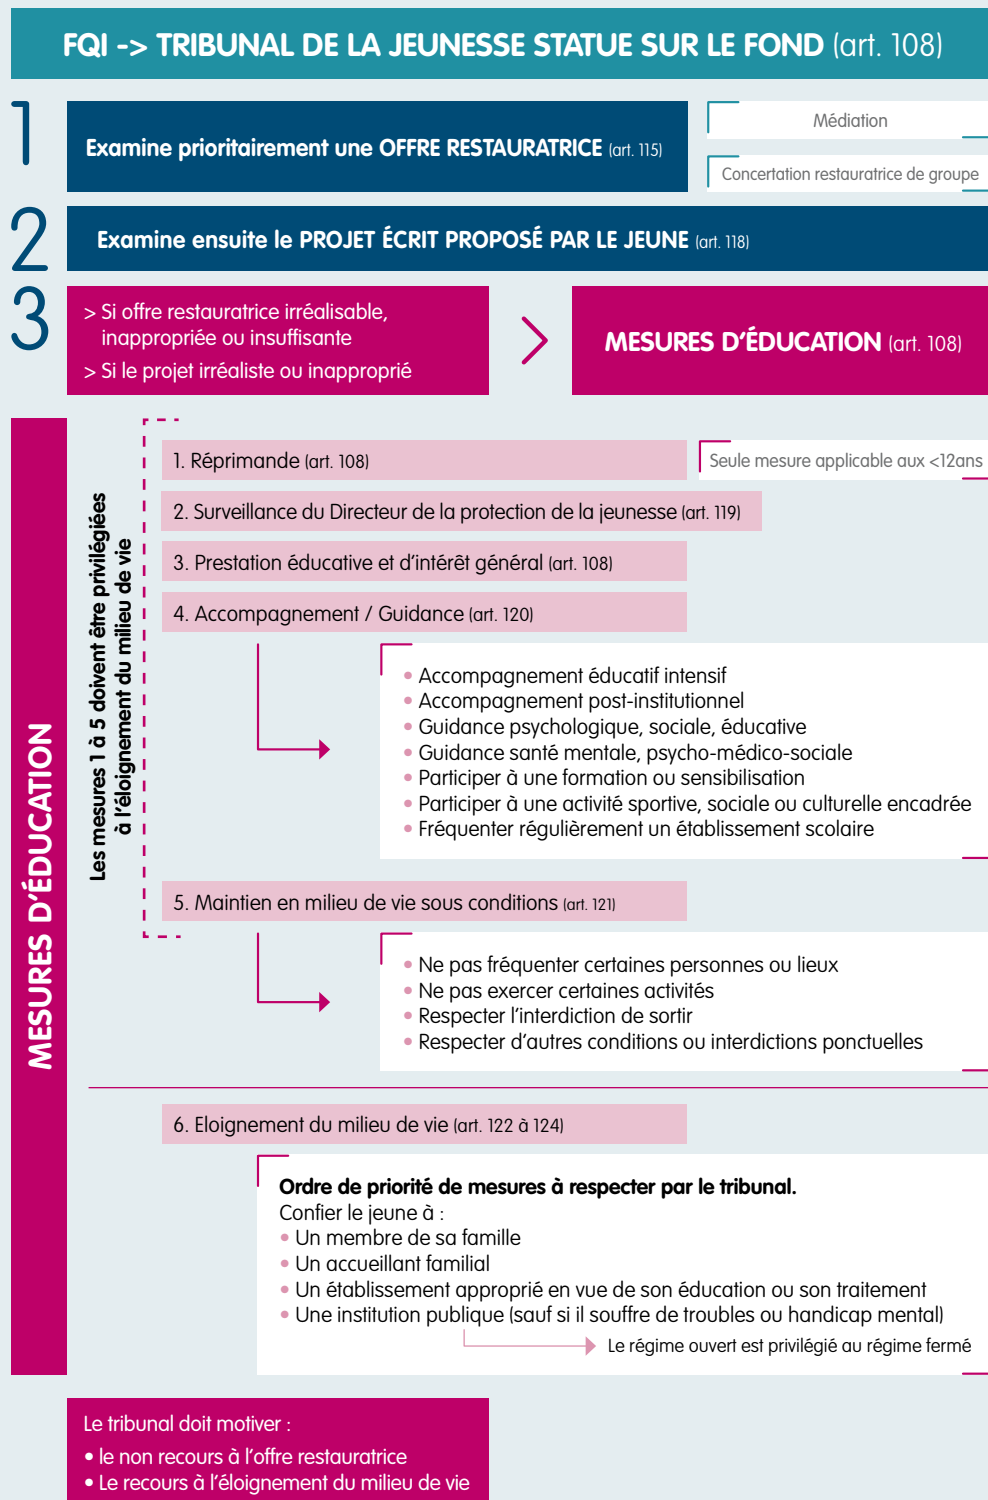 FQI -> TRIBUNAL DE LA JEUNESSE STATUE SUR LE FOND (art. 108)
1
Examine prioritairement une OFFRE RESTAURATRICE (art. 115)
Médiation
Concertation restauratrice de groupe
2
Examine ensuite le PROJET ÉCRIT PROPOSÉ PAR LE JEUNE (art. 118)
3
> Si offre restauratrice irréalisable,
inappropriée ou insuffisante
> Si le projet irréaliste ou inapproprié
MESURES D'ÉDUCATION (art. 108)
MESURES D'ÉDUCATION
Les mesures 1 à 5 doivent être privilégiées
à l'éloignement du milieu de vie
1. Réprimande (art. 108)
Seule mesure applicable aux <12ans
2. Surveillance du Directeur de la protection de la jeunesse (art. 119)
3. Prestation éducative et d'intérêt général (art. 108)
4. Accompagnement / Guidance (art. 120)
• Accompagnement éducatif intensif
• Accompagnement post-institutionnel
• Guidance psychologique, sociale, éducative
• Guidance santé mentale, psycho-médico-sociale
• Participer à une formation ou sensibilisation
• Participer à une activité sportive, sociale ou culturelle encadrée
• Fréquenter régulièrement un établissement scolaire
5. Maintien en milieu de vie sous conditions (art. 121)
• Ne pas fréquenter certaines personnes ou lieux
• Ne pas exercer certaines activités
• Respecter l'interdiction de sortir
• Respecter d'autres conditions ou interdictions ponctuelles
6. Eloignement du milieu de vie (art. 122 à 124)
Ordre de priorité de mesures à respecter par le tribunal.
Confier le jeune à :
• Un membre de sa famille
• Un accueillant familial
• Un établissement approprié en vue de son éducation ou son traitement
• Une institution publique (sauf si il souffre de troubles ou handicap mental)
Le régime ouvert est privilégié au régime fermé
Le tribunal doit motiver :
• le non recours à l'offre restauratrice
• Le recours à l'éloignement du milieu de vie